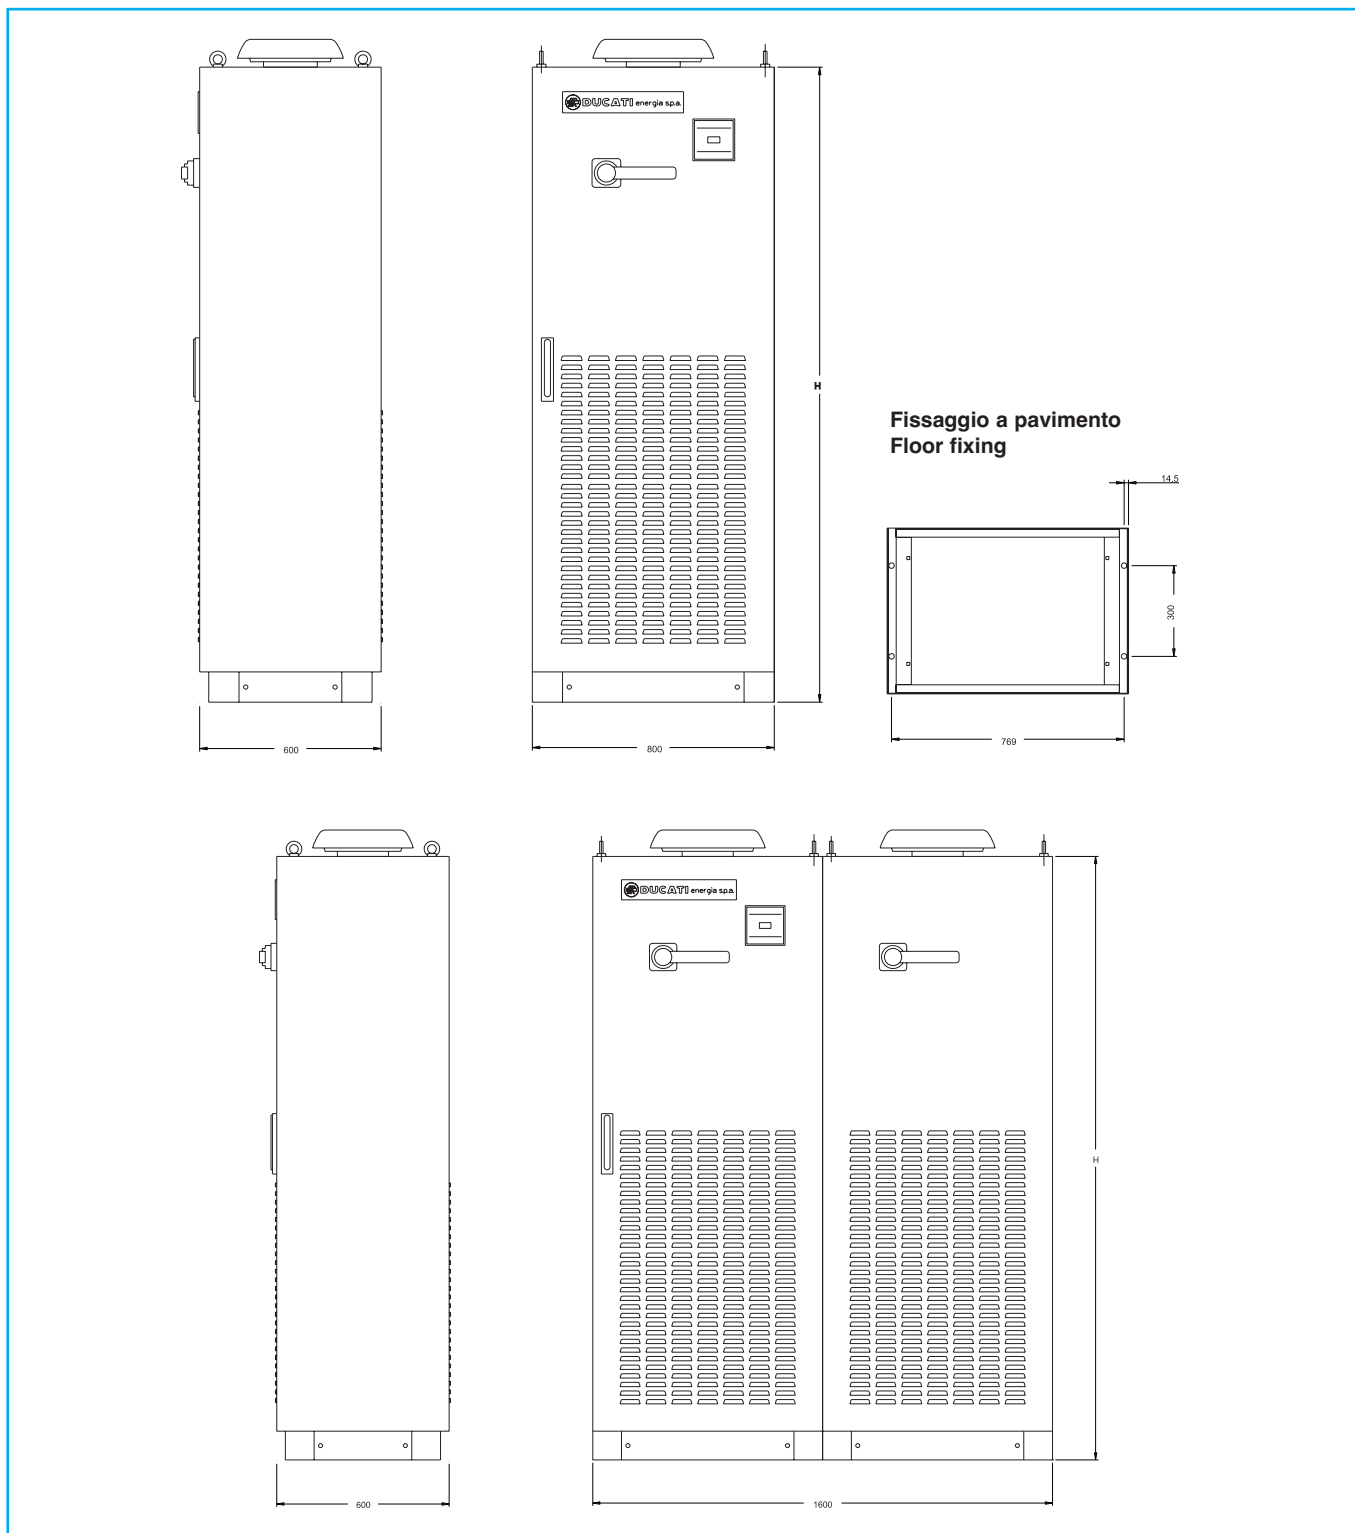 DUCATI energia s.p.a.
H
600
800
Fissaggio a pavimento
Floor fixing
14.5
300
769
DUCATI energia s.p.a.
H
600
1600